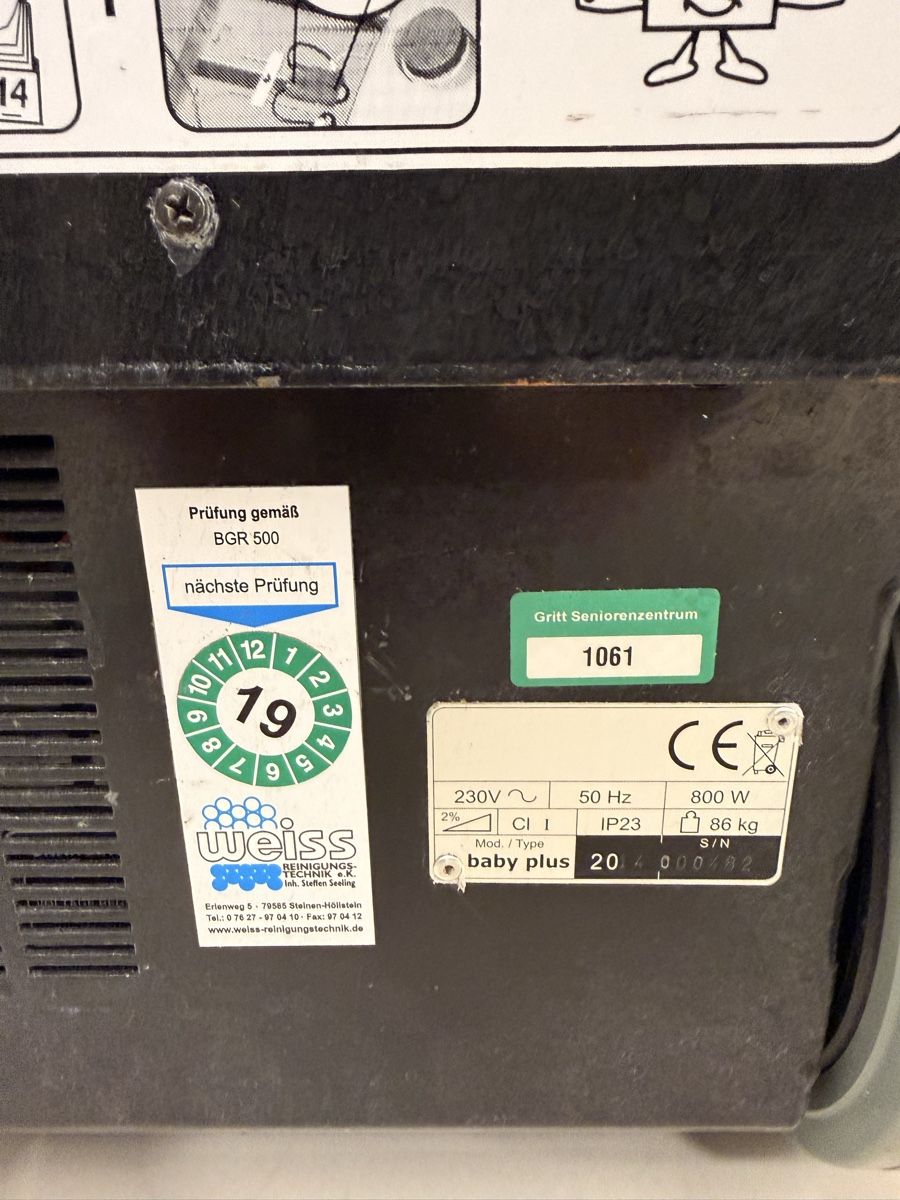 14
Prüfung gemäß
BGR 500
nächste Prüfung
12 1 2 3 4 5 6 7 8 9 10 11
19
weiss
REINIGUNGS-
TECHNIK e.K.
Inh. Steffen Seeling
Erlenweg 5 · 79585 Steinen-Höllstein
Tel.: 0 76 27 - 97 04 10 · Fax: 97 04 12
www.weiss-reinigungstechnik.de
Gritt Seniorenzentrum
1061
CE
230V 50 Hz 800 W
2% Cl I IP23 86 kg
Mod. / Type S/N
baby plus 2014 000482